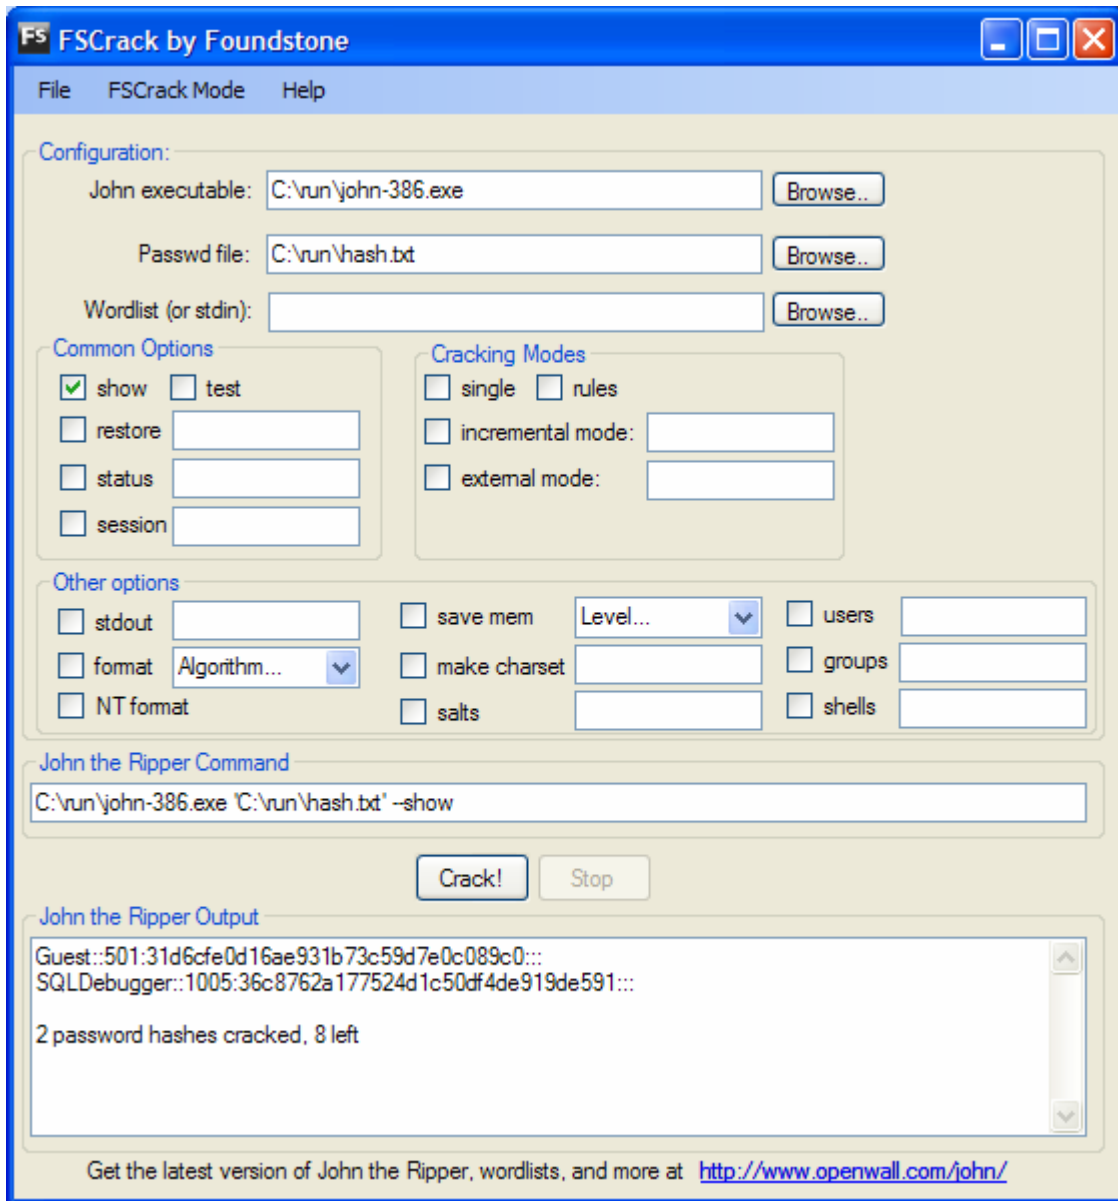 FS FSCrack by Foundstone
File FSCrack Mode Help
Configuration:
John executable: C:\run\john-386.exe Browse..
Passwd file: C:\run\hash.txt Browse..
Wordlist (or stdin): Browse..
Common Options
show test
restore
status
session
Cracking Modes
single rules
incremental mode:
external mode:
Other options
stdout
format Algorithm...
NT format
save mem Level...
make charset
salts
users
groups
shells
John the Ripper Command
C:\run\john-386.exe "C:\run\hash.txt" --show
Crack! Stop
John the Ripper Output
Guest::501:31d6cfe0d16ae931b73c59d7e0c089c0:::
SQLDebugger::1005:36c8762a177524d1c50df4de919de591:::
2 password hashes cracked, 8 left
Get the latest version of John the Ripper, wordlists, and more at http://www.openwall.com/john/